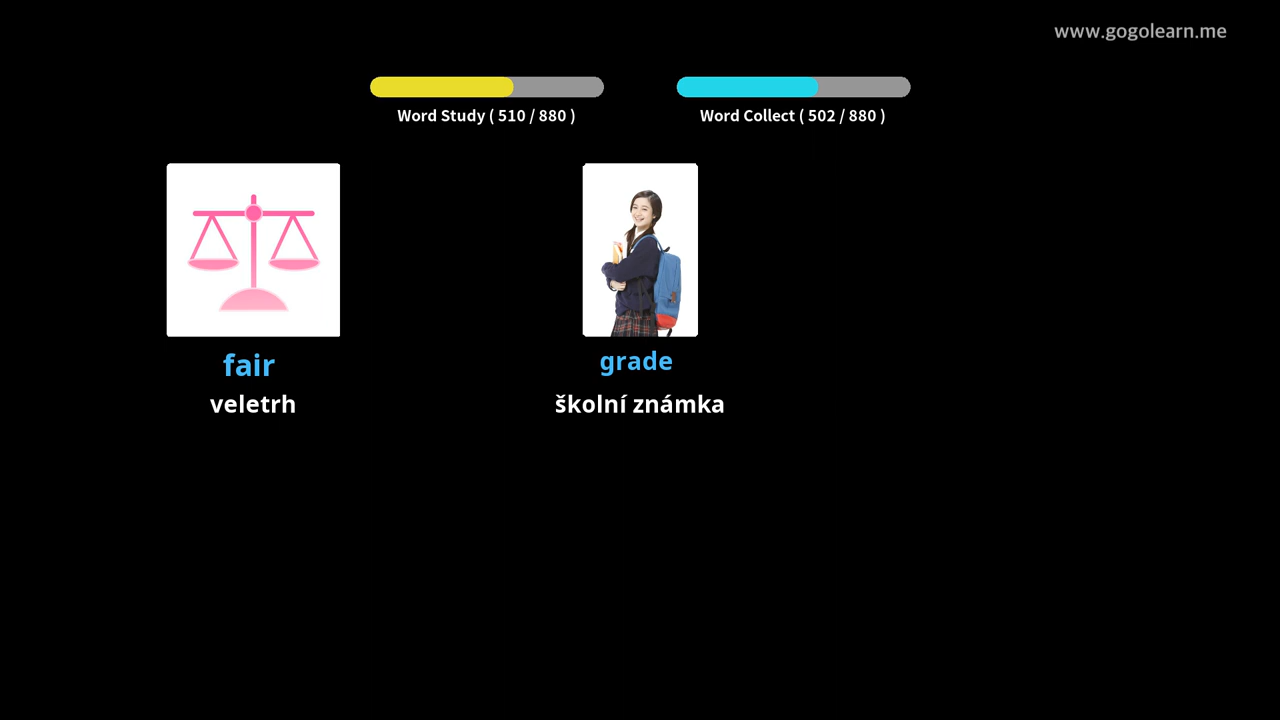 www.gogolearn.me
Word Study ( 510 / 880 )
Word Collect ( 502 / 880 )
fair
veletrh
grade
školní známka